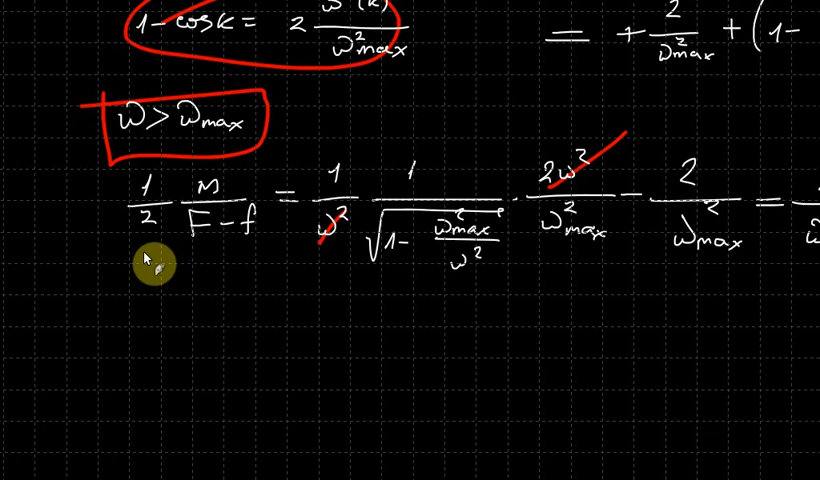 1 - cos k = 2 ω²(k) / ω²max
= + 2/ω²max + (1 -
ω > ωmax
1/2 m/(F - f) = 1/ω² 1/√(1 - ω²max/ω²) · 2ω²/ω²max - 2/ω²max =